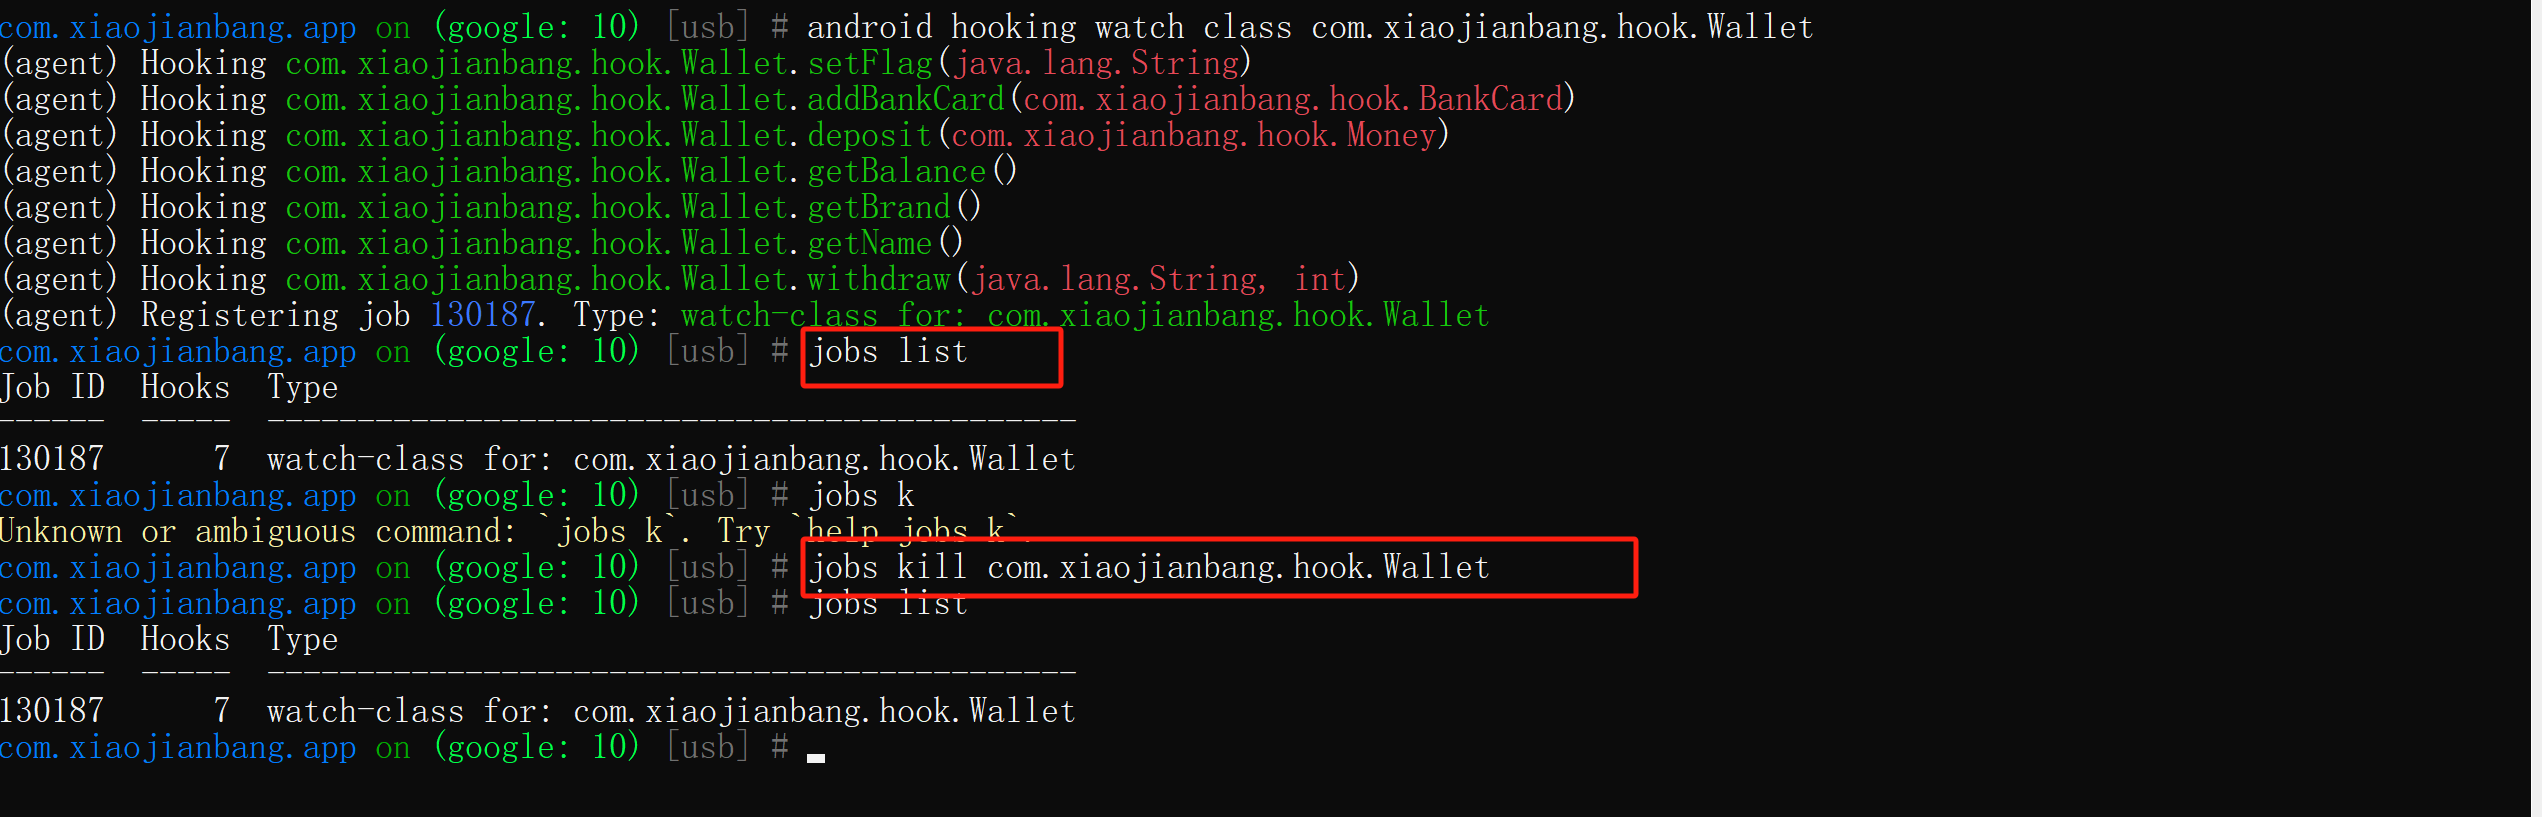 com.xiaojianbang.app on (google: 10) [usb] # android hooking watch class com.xiaojianbang.hook.Wallet
(agent) Hooking com.xiaojianbang.hook.Wallet.setFlag(java.lang.String)
(agent) Hooking com.xiaojianbang.hook.Wallet.addBankCard(com.xiaojianbang.hook.BankCard)
(agent) Hooking com.xiaojianbang.hook.Wallet.deposit(com.xiaojianbang.hook.Money)
(agent) Hooking com.xiaojianbang.hook.Wallet.getBalance()
(agent) Hooking com.xiaojianbang.hook.Wallet.getBrand()
(agent) Hooking com.xiaojianbang.hook.Wallet.getName()
(agent) Hooking com.xiaojianbang.hook.Wallet.withdraw(java.lang.String, int)
(agent) Registering job 130187. Type: watch-class for: com.xiaojianbang.hook.Wallet
com.xiaojianbang.app on (google: 10) [usb] # jobs list
Job ID  Hooks  Type
------  -----  ---------------------------------------------
130187      7  watch-class for: com.xiaojianbang.hook.Wallet
com.xiaojianbang.app on (google: 10) [usb] # jobs k
Unknown or ambiguous command: `jobs k`. Try `help jobs k`.
com.xiaojianbang.app on (google: 10) [usb] # jobs kill com.xiaojianbang.hook.Wallet
com.xiaojianbang.app on (google: 10) [usb] # jobs list
Job ID  Hooks  Type
------  -----  ---------------------------------------------
130187      7  watch-class for: com.xiaojianbang.hook.Wallet
com.xiaojianbang.app on (google: 10) [usb] #